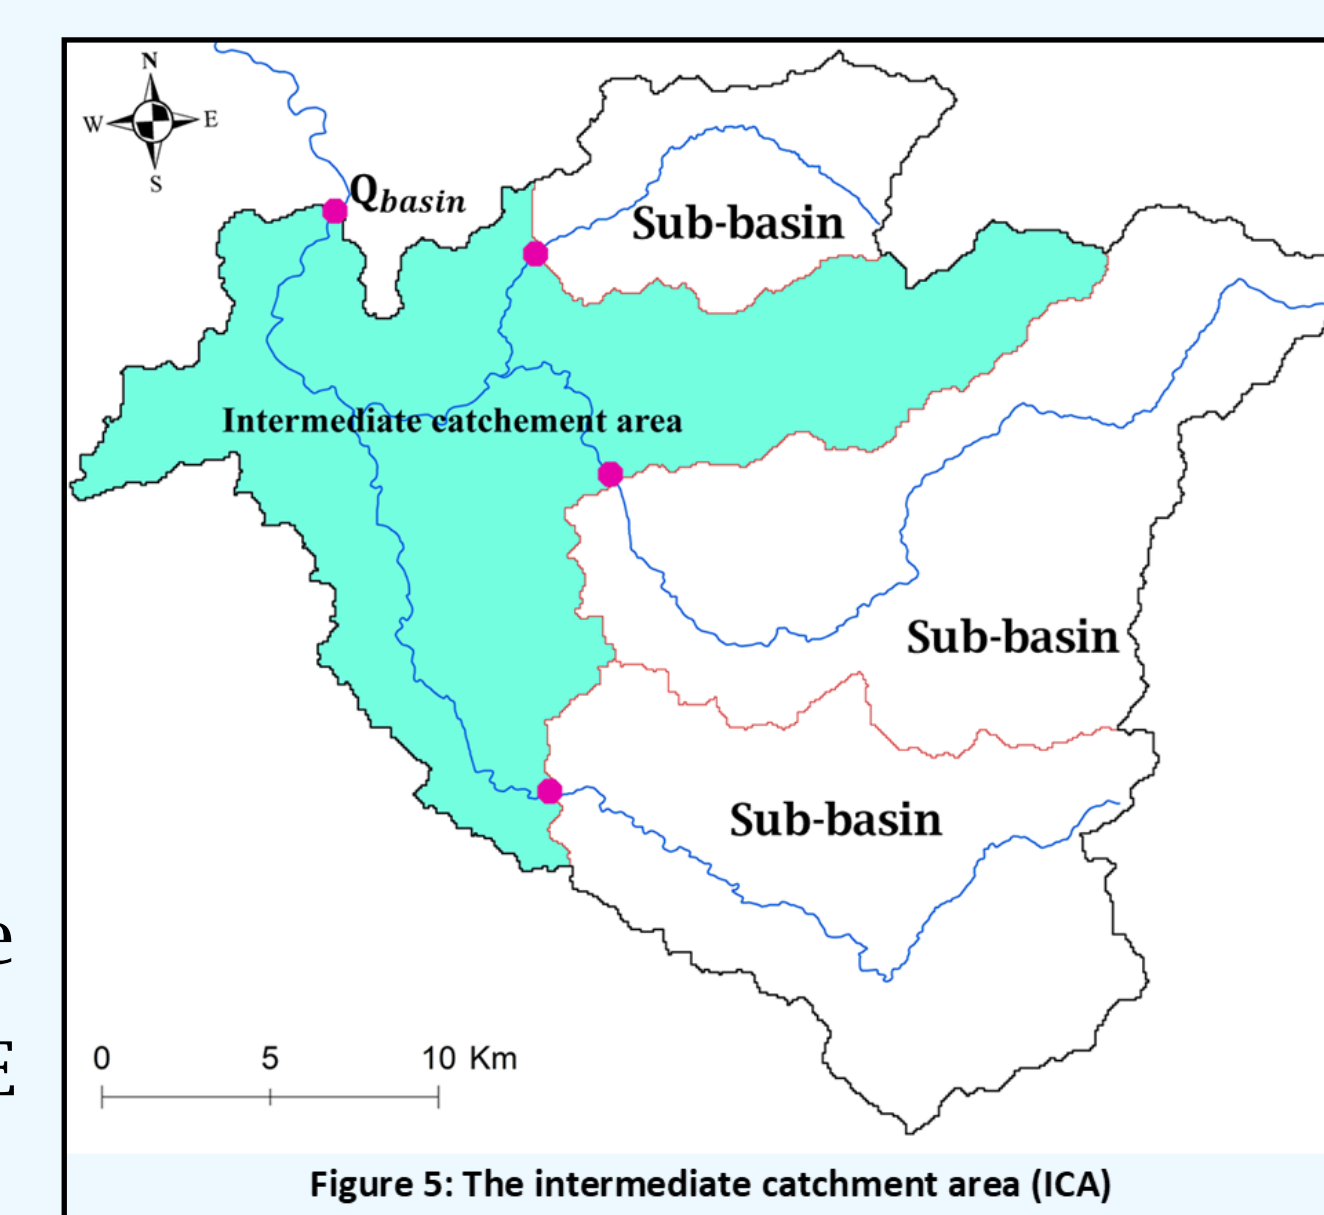 N
W E
S
Q basin
Sub-basin
Intermediate catchement area
Sub-basin
Sub-basin
e
E
0 5 10 Km
Figure 5: The intermediate catchment area (ICA)